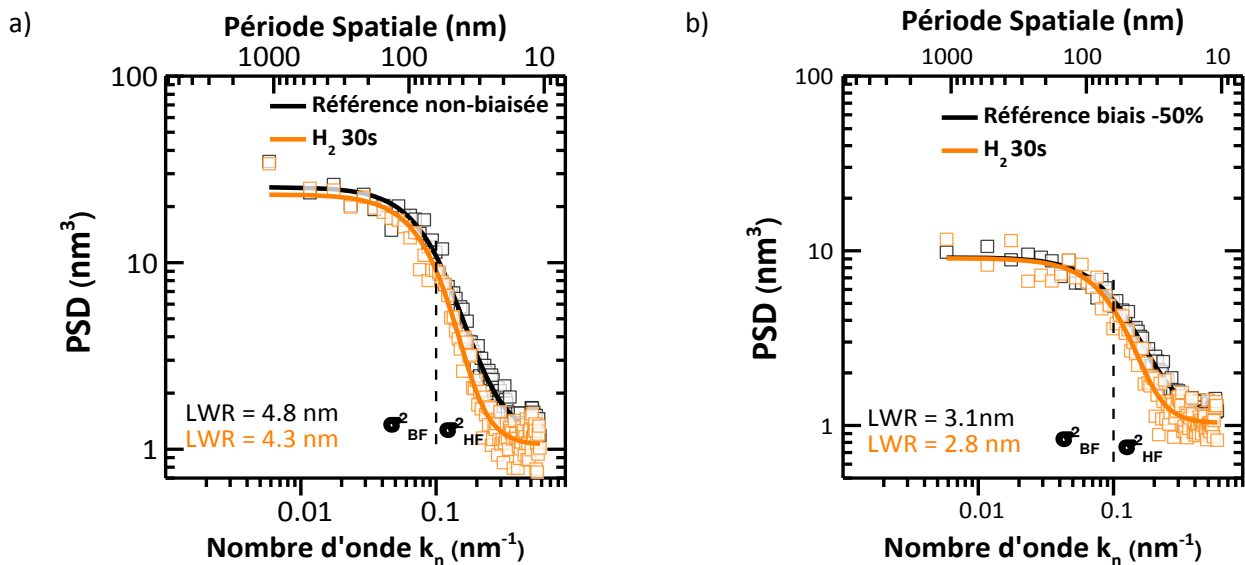 a)
Période Spatiale (nm)
1000 100 10
100
10
1
PSD (nm³)
Référence non-biaisée
H₂ 30s
LWR = 4.8 nm
LWR = 4.3 nm
σ²BF σ²HF
0.01 0.1
Nombre d'onde kₙ (nm⁻¹)
b)
Période Spatiale (nm)
1000 100 10
100
10
1
PSD (nm³)
Référence biais -50%
H₂ 30s
LWR = 3.1nm
LWR = 2.8 nm
σ²BF σ²HF
0.01 0.1
Nombre d'onde kₙ (nm⁻¹)